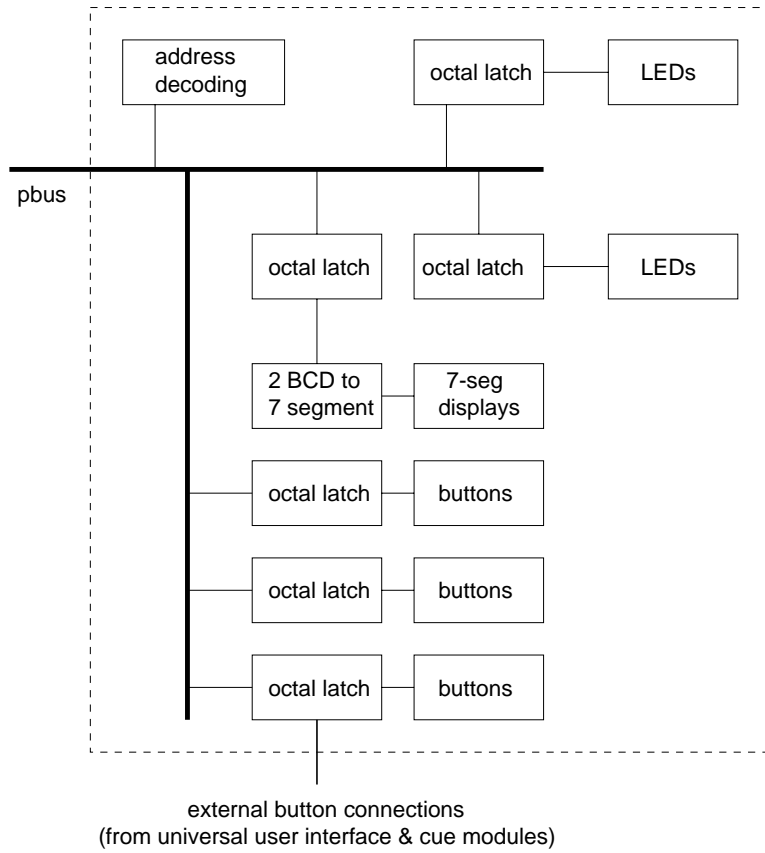 address
decoding
octal latch
LEDs
pbus
octal latch
octal latch
LEDs
2 BCD to
7 segment
7-seg
displays
octal latch
buttons
octal latch
buttons
octal latch
buttons
external button connections
(from universal user interface & cue modules)